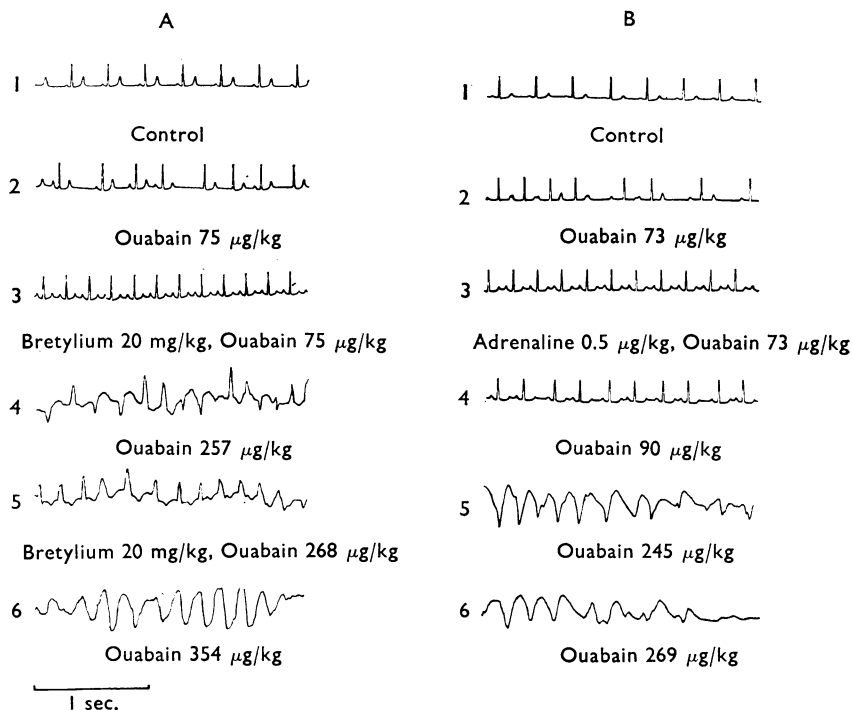 A
1
Control
2
Ouabain 75 μg/kg
3
Bretylium 20 mg/kg, Ouabain 75 μg/kg
4
Ouabain 257 μg/kg
5
Bretylium 20 mg/kg, Ouabain 268 μg/kg
6
Ouabain 354 μg/kg
1 sec.
B
1
Control
2
Ouabain 73 μg/kg
3
Adrenaline 0.5 μg/kg, Ouabain 73 μg/kg
4
Ouabain 90 μg/kg
5
Ouabain 245 μg/kg
6
Ouabain 269 μg/kg